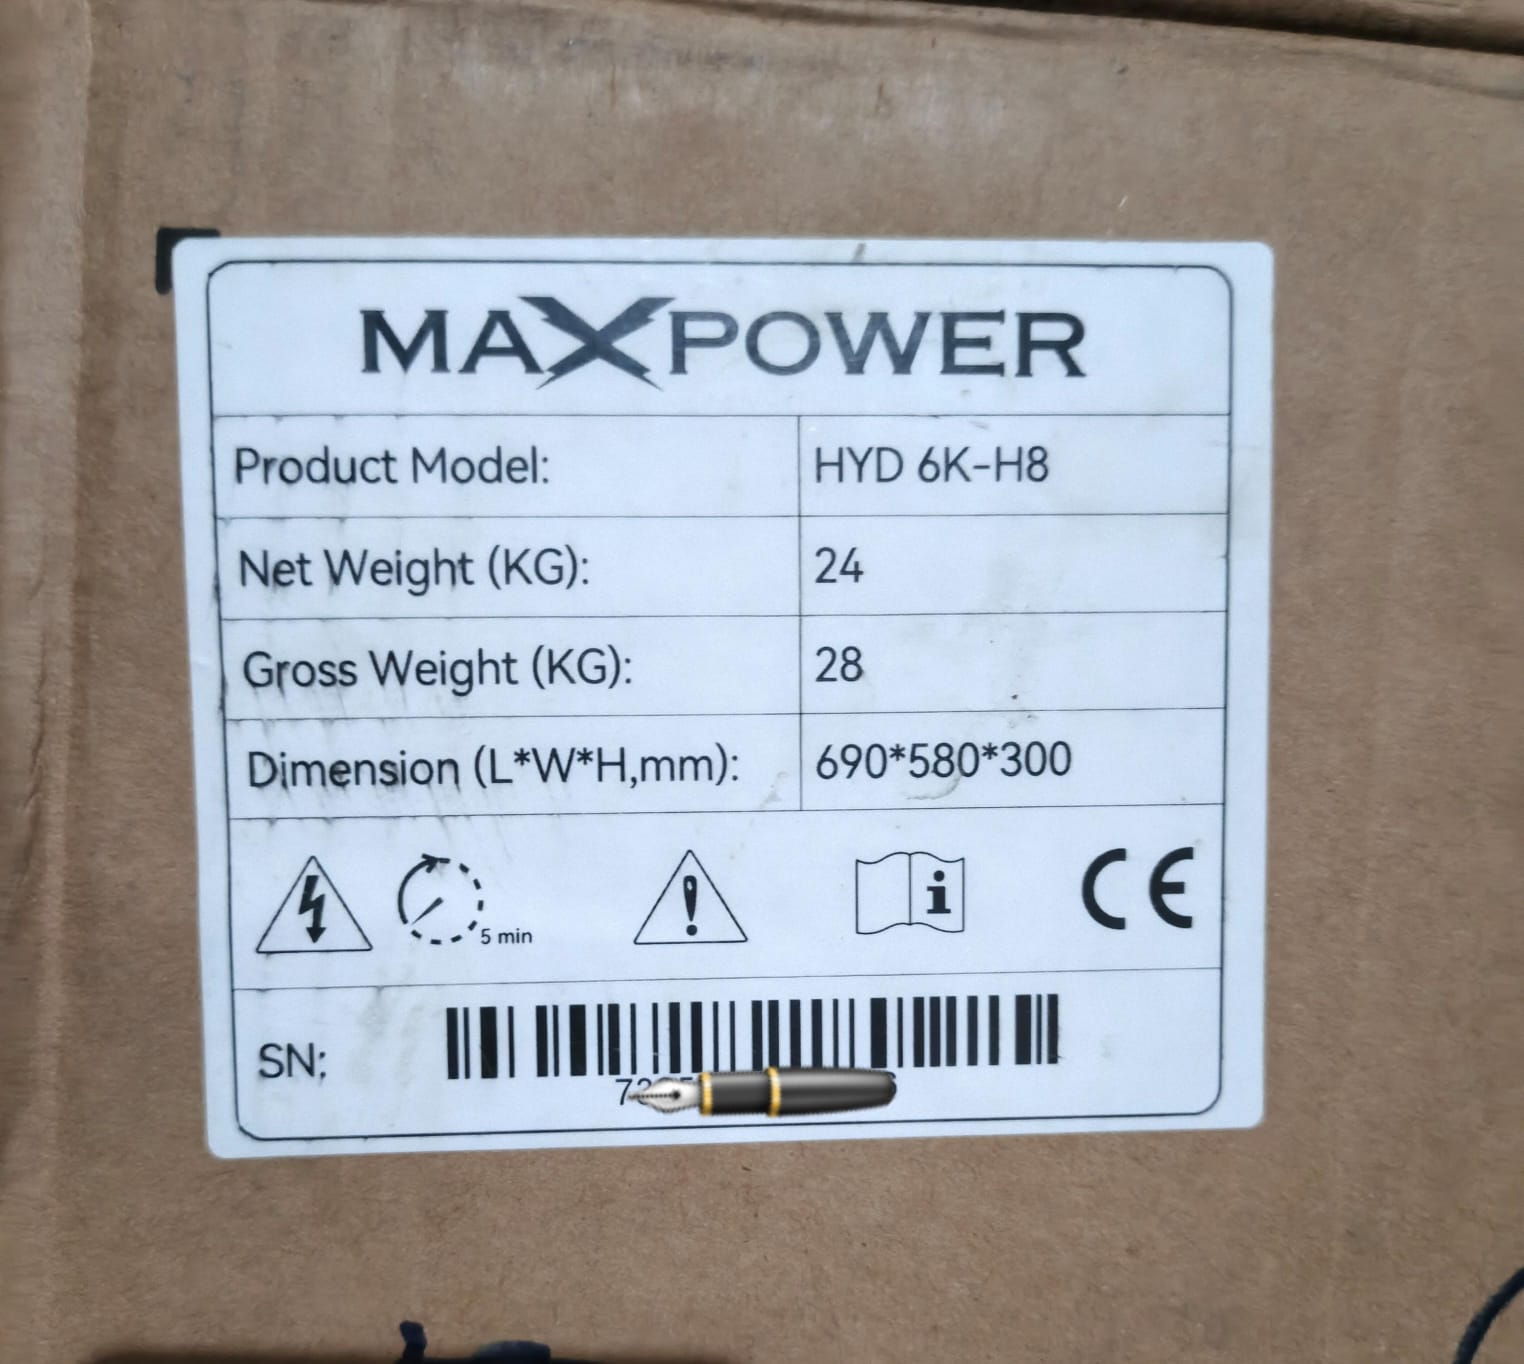 MAXPOWER
Product Model: HYD 6K-H8
Net Weight (KG): 24
Gross Weight (KG): 28
Dimension (L*W*H,mm): 690*580*300
5 min
CE
SN: